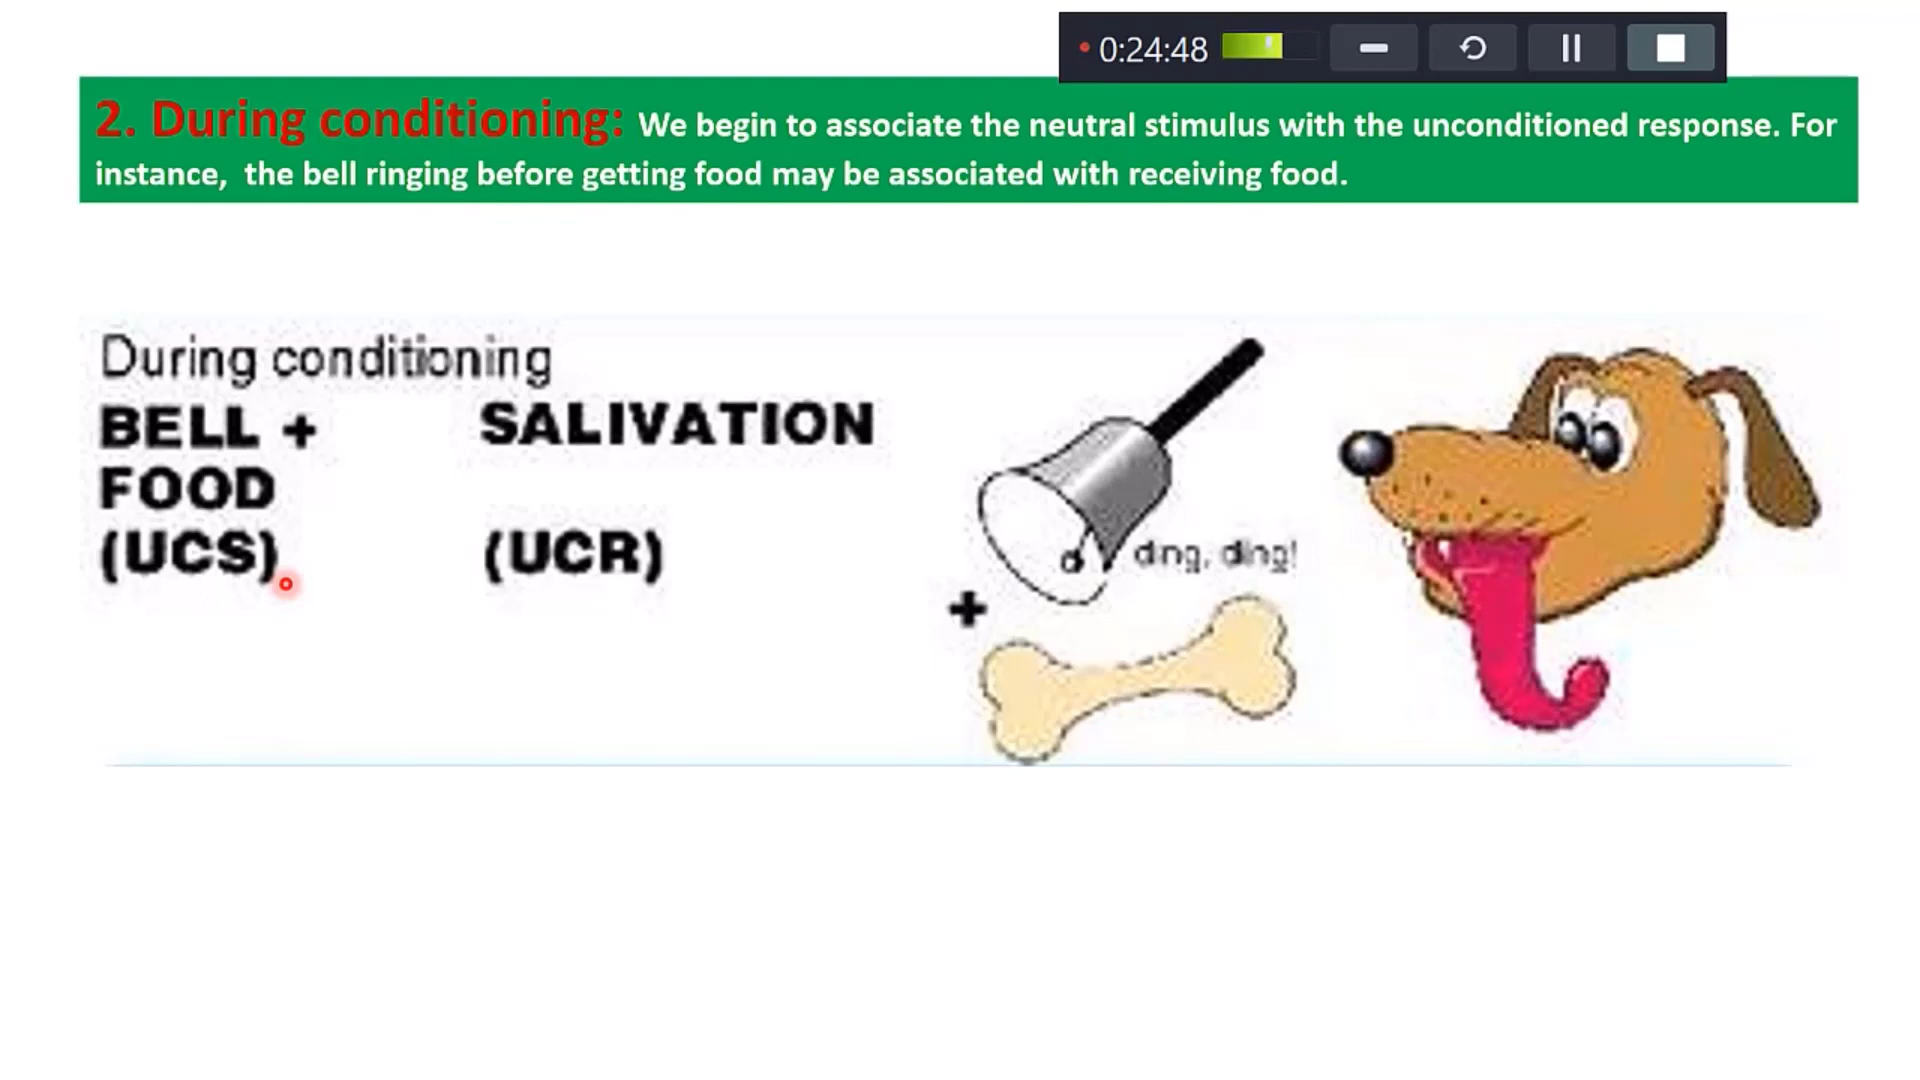 0:24:48
2. During conditioning: We begin to associate the neutral stimulus with the unconditioned response. For
instance, the bell ringing before getting food may be associated with receiving food.
During conditioning
BELL + SALIVATION
FOOD
(UCS) (UCR)
ding, ding!
+